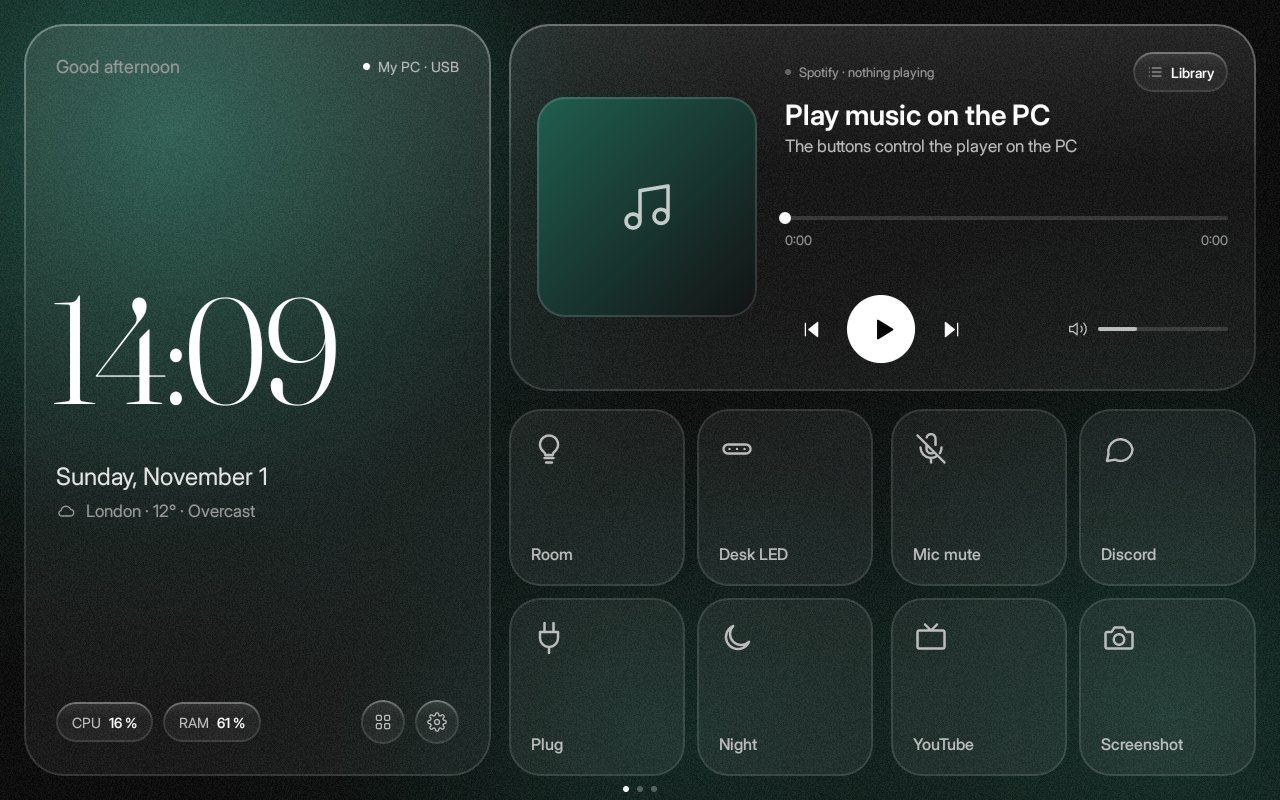 Good afternoon
My PC · USB
14:09
Sunday, November 1
London · 12° · Overcast
CPU 16 %
RAM 61 %
Spotify · nothing playing
Library
Play music on the PC
The buttons control the player on the PC
0:00
0:00
Room
Desk LED
Mic mute
Discord
Plug
Night
YouTube
Screenshot